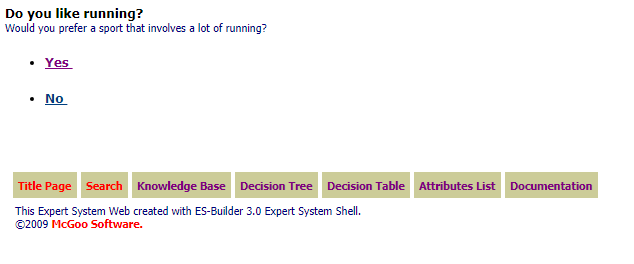 Do you like running?
Would you prefer a sport that involves a lot of running?
Yes
No
Title Page Search Knowledge Base Decision Tree Decision Table Attributes List Documentation
This Expert System Web created with ES-Builder 3.0 Expert System Shell.
©2009 McGoo Software.